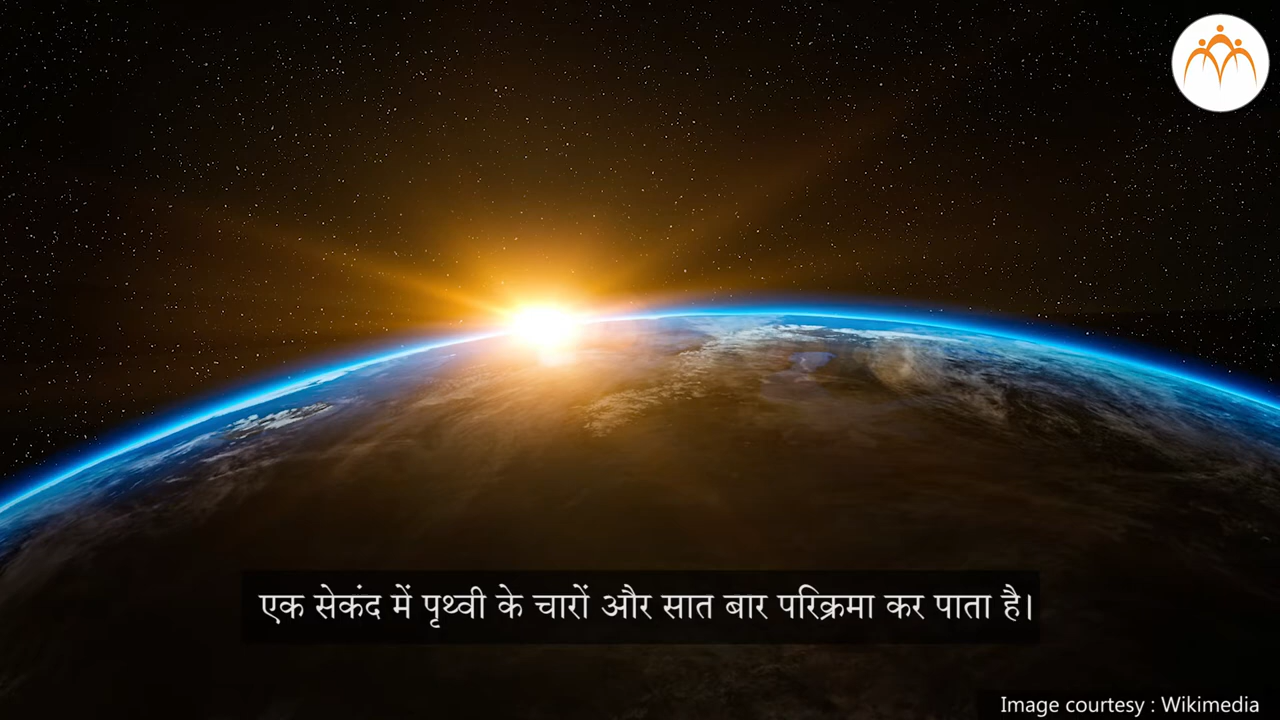 एक सेकंद में पृथ्वी के चारों और सात बार परिक्रमा कर पाता है।
Image courtesy : Wikimedia